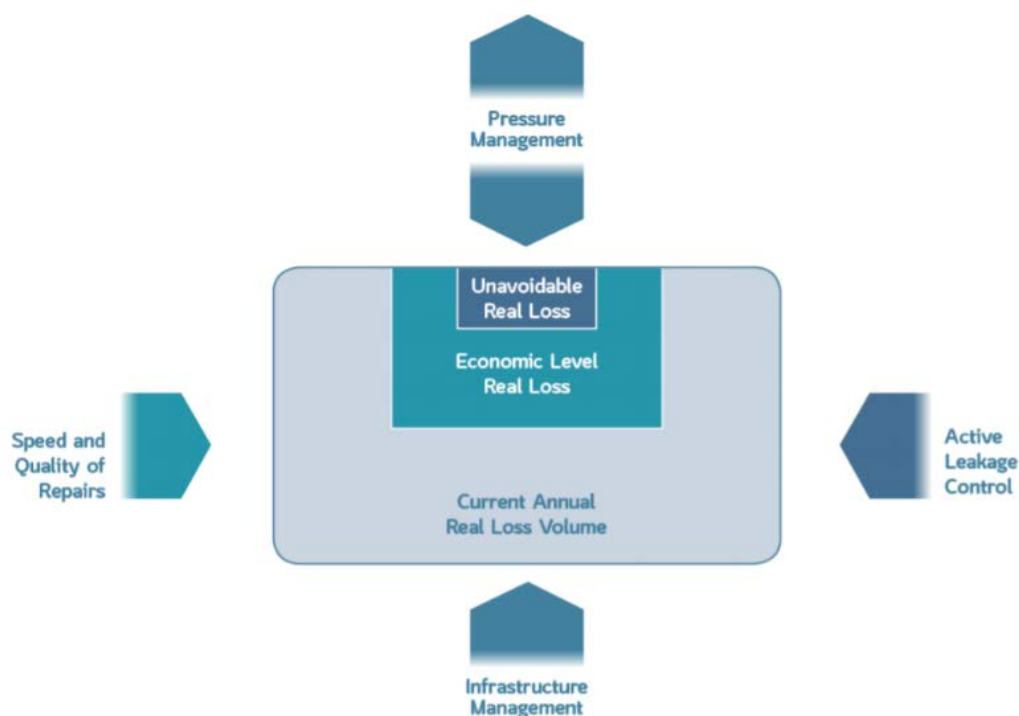 Pressure
Management
Unavoidable
Real Loss
Economic Level
Real Loss
Speed and
Quality of
Repairs
Active
Leakage
Control
Current Annual
Real Loss Volume
Infrastructure
Management